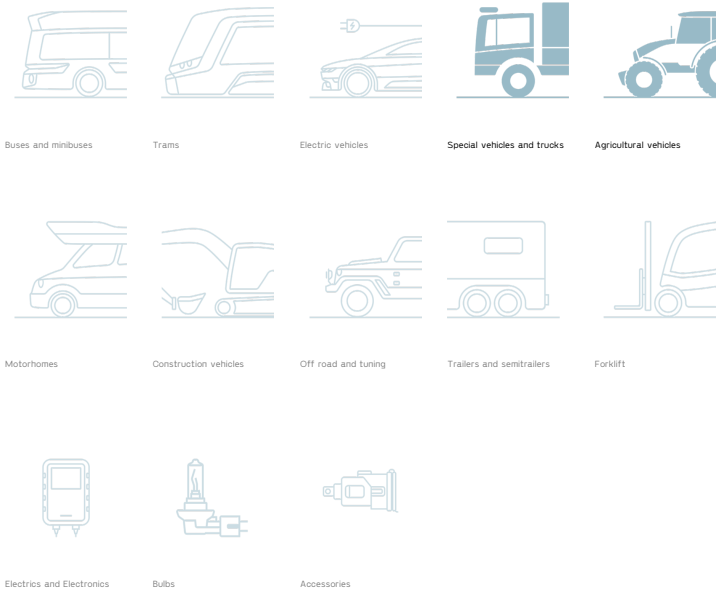 Buses and minibuses
Trams
Electric vehicles
Special vehicles and trucks
Agricultural vehicles
Motorhomes
Construction vehicles
Off road and tuning
Trailers and semitrailers
Forklift
Electrics and Electronics
Bulbs
Accessories